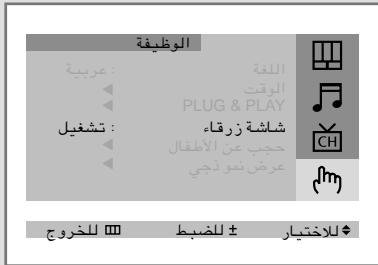 الوظيفة
اللغة : عربية
الوقت ◀
PLUG & PLAY ◀
شاشة زرقاء : تشغيل
حجب عن الأطفال ◀
عرض نموذجي ◀
CH
للاختيار ± للضبط للخروج